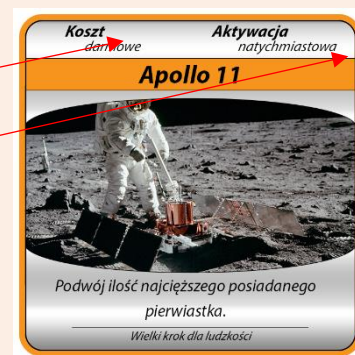 Koszt Aktywacja
darmowe natychmiastowa
Apollo 11
Podwój ilość najcięższego posiadanego
pierwiastka.
Wielki krok dla ludzkości